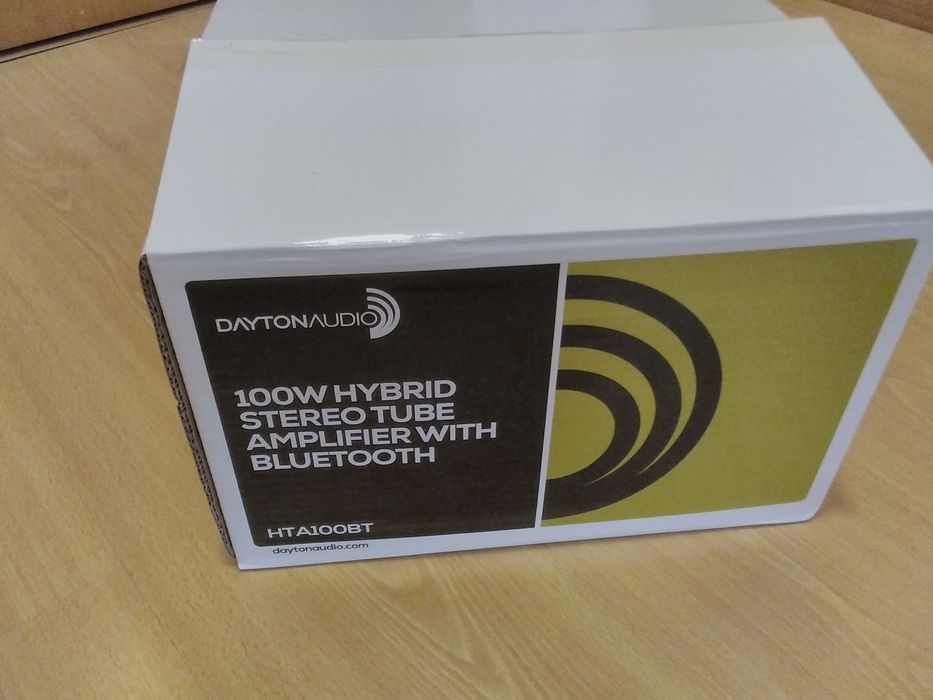 DAYTONAUDIO
100W HYBRID
STEREO TUBE
AMPLIFIER WITH
BLUETOOTH
HTA100BT
daytonaudio.com